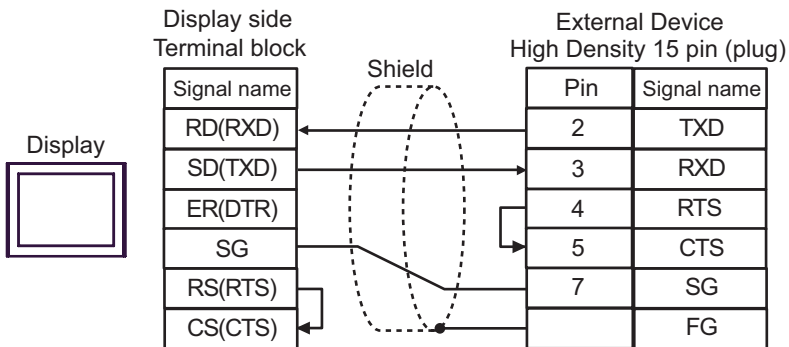 Display side
Terminal block
External Device
High Density 15 pin (plug)
Shield
Display
Signal name
Pin
Signal name
RD(RXD)
2
TXD
SD(TXD)
3
RXD
ER(DTR)
4
RTS
SG
5
CTS
RS(RTS)
7
SG
CS(CTS)
FG